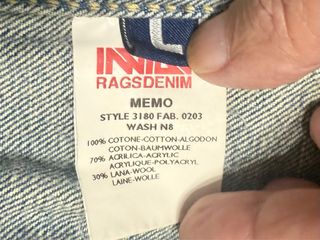 RAGSDENIM
MEMO
STYLE 3180 FAB. 0203
WASH N8
100% COTONE-COTTON-ALGODON
COTON-BAUMWOLLE
70% ACRILICA-ACRYLIC
ACRYLIQUE-POLYACRYL
30% LANA-WOOL
LAINE-WOLLE